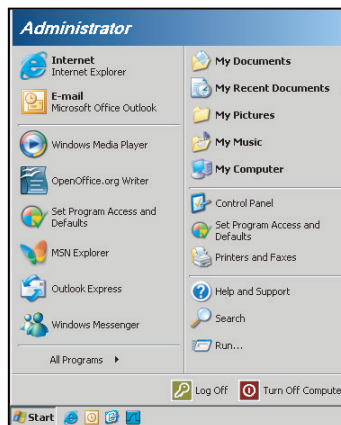 Administrator
Internet
Internet Explorer
E-mail
Microsoft Office Outlook
Windows Media Player
OpenOffice.org Writer
Set Program Access and
Defaults
MSN Explorer
Outlook Express
Windows Messenger
All Programs
My Documents
My Recent Documents
My Pictures
My Music
My Computer
Control Panel
Set Program Access and
Defaults
Printers and Faxes
Help and Support
Search
Run...
Log Off
Turn Off Compute
Start